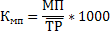 Кмп = МП / ТР * 1000